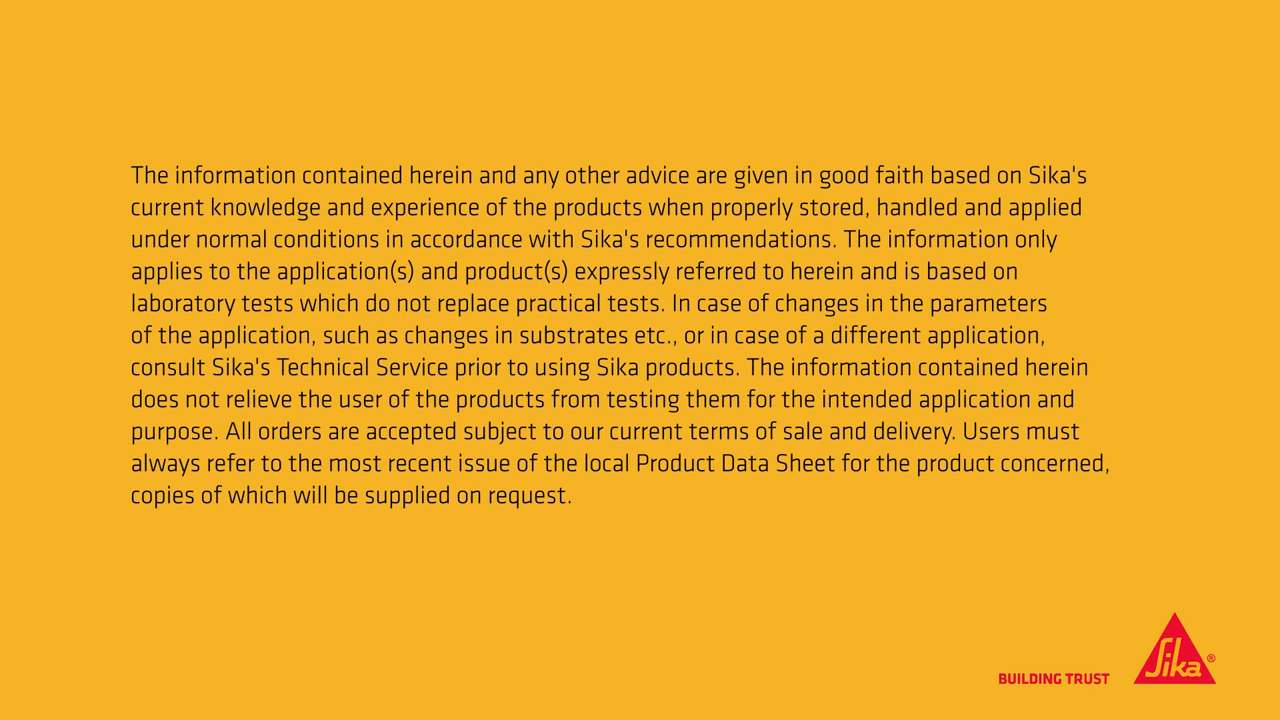 The information contained herein and any other advice are given in good faith based on Sika's
current knowledge and experience of the products when properly stored, handled and applied
under normal conditions in accordance with Sika's recommendations. The information only
applies to the application(s) and product(s) expressly referred to herein and is based on
laboratory tests which do not replace practical tests. In case of changes in the parameters
of the application, such as changes in substrates etc., or in case of a different application,
consult Sika's Technical Service prior to using Sika products. The information contained herein
does not relieve the user of the products from testing them for the intended application and
purpose. All orders are accepted subject to our current terms of sale and delivery. Users must
always refer to the most recent issue of the local Product Data Sheet for the product concerned,
copies of which will be supplied on request.
BUILDING TRUST
Sika®